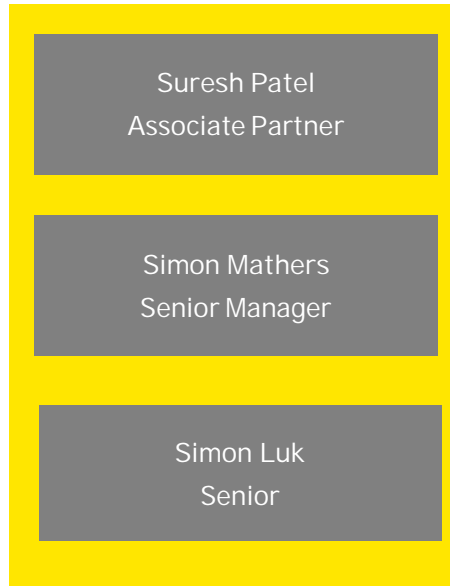 Suresh Patel
Associate Partner
Simon Mathers
Senior Manager
Simon Luk
Senior